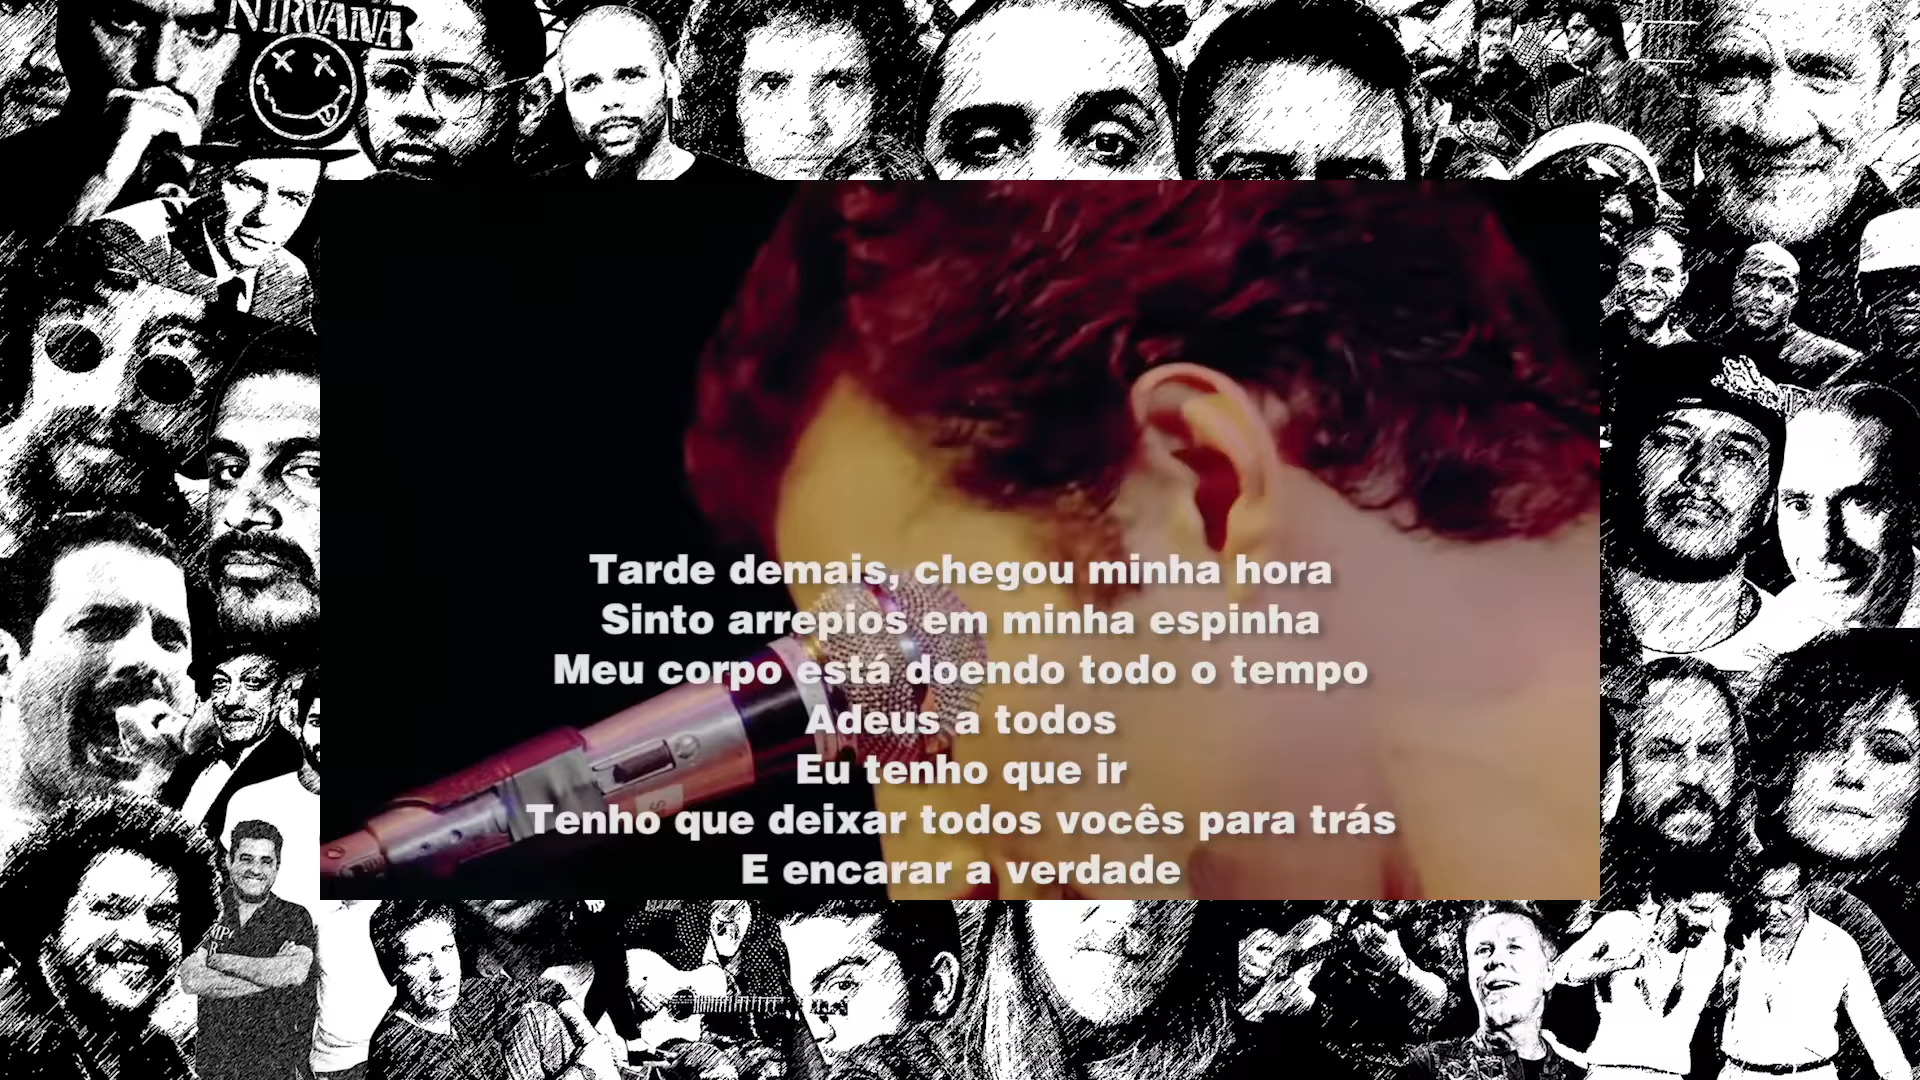 NIRVANA
Tarde demais, chegou minha hora
Sinto arrepios em minha espinha
Meu corpo está doendo todo o tempo
Adeus a todos
Eu tenho que ir
Tenho que deixar todos vocês para trás
E encarar a verdade